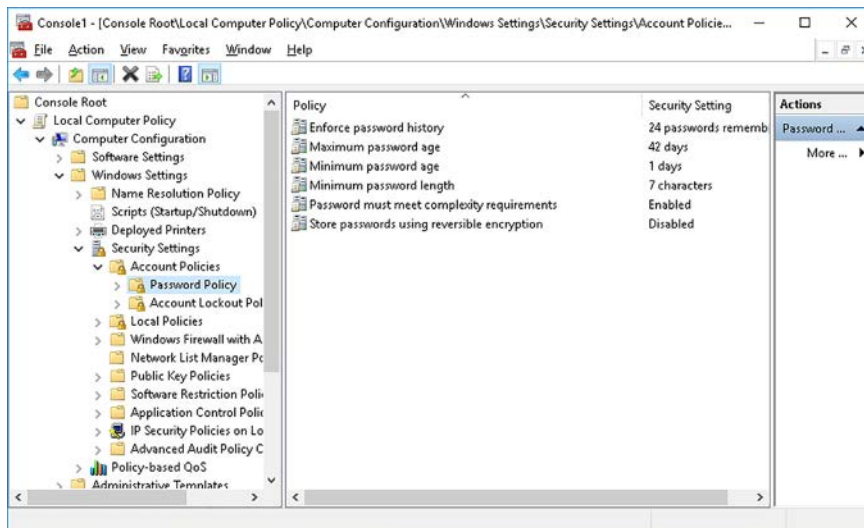 Console1 - [Console Root\Local Computer Policy\Computer Configuration\Windows Settings\Security Settings\Account Policie...
File Action View Favorites Window Help
Console Root
Local Computer Policy
Computer Configuration
Software Settings
Windows Settings
Name Resolution Policy
Scripts (Startup/Shutdown)
Deployed Printers
Security Settings
Account Policies
Password Policy
Account Lockout Pol
Local Policies
Windows Firewall with A
Network List Manager Pc
Public Key Policies
Software Restriction Poli
Application Control Polic
IP Security Policies on Lo
Advanced Audit Policy C
Policy-based QoS
Administrative Templates
Policy Security Setting
Enforce password history 24 passwords rememb
Maximum password age 42 days
Minimum password age 1 days
Minimum password length 7 characters
Password must meet complexity requirements Enabled
Store passwords using reversible encryption Disabled
Actions
Password ...
More ...